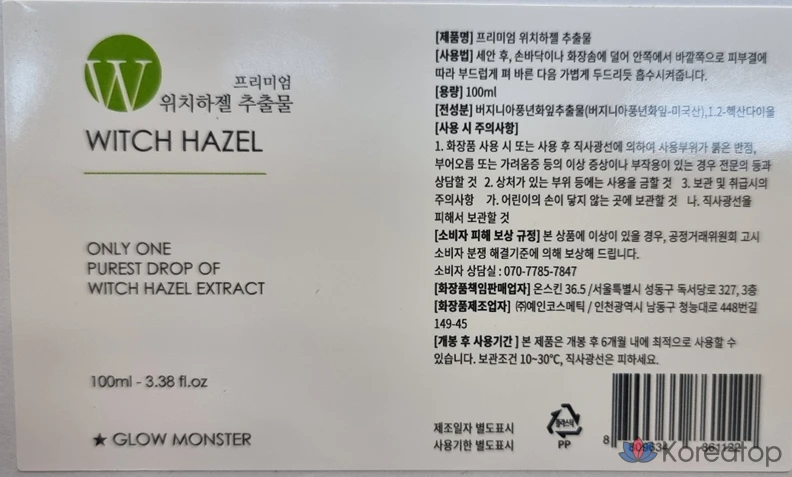 W
프리미엄
위치하젤 추출물
WITCH HAZEL
ONLY ONE
PUREST DROP OF
WITCH HAZEL EXTRACT
100ml - 3.38 fl.oz
★ GLOW MONSTER
[제품명] 프리미엄 위치하젤 추출물
[사용법] 세안 후, 손바닥이나 화장솜에 덜어 안쪽에서 바깥쪽으로 피부결에
따라 부드럽게 펴 바른 다음 가볍게 두드리듯 흡수시켜줍니다.
[용량] 100ml
[전성분] 버지니아풍년화잎추출물(버지니아풍년화잎-미국산),1.2-헥산다이올
[사용 시 주의사항]
1. 화장품 사용 시 또는 사용 후 직사광선에 의하여 사용부위가 붉은 반점,
부어오름 또는 가려움증 등의 이상 증상이나 부작용이 있는 경우 전문의 등과
상담할 것 2. 상처가 있는 부위 등에는 사용을 금할 것 3. 보관 및 취급시의
주의사항 가. 어린이의 손이 닿지 않는 곳에 보관할 것 나. 직사광선을
피해서 보관할 것
[소비자 피해 보상 규정] 본 상품에 이상이 있을 경우, 공정거래위원회 고시
소비자 분쟁 해결기준에 의해 보상해 드립니다.
소비자 상담실 : 070-7785-7847
[화장품책임판매업자] 온스킨 36.5 /서울특별시 성동구 독서당로 327, 3층
[화장품제조업자] ㈜예인코스메틱 / 인천광역시 남동구 청능대로 448번길
149-45
[개봉 후 사용기간] 본 제품은 개봉 후 6개월 내에 최적으로 사용할 수
있습니다. 보관조건 10~30℃, 직사광선은 피하세요.
제조일자 별도표시
사용기한 별도표시
플라스틱
PP
8 809634 861122
Koreatop